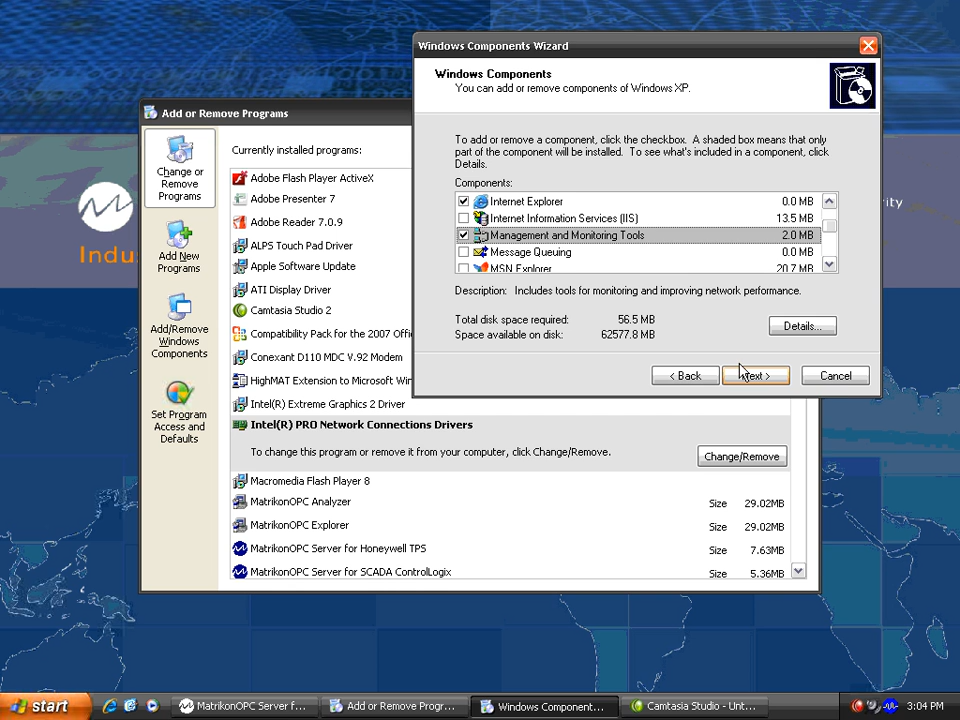 Windows Components Wizard
Windows Components
You can add or remove components of Windows XP.
To add or remove a component, click the checkbox. A shaded box means that only
part of the component will be installed. To see what's included in a component, click
Details.
Components:
Internet Explorer 0.0 MB
Internet Information Services (IIS) 13.5 MB
Management and Monitoring Tools 2.0 MB
Message Queuing 0.0 MB
MSN Explorer 20.7 MB
Description: Includes tools for monitoring and improving network performance.
Total disk space required: 56.5 MB
Space available on disk: 62577.8 MB
Details...
< Back
Next >
Cancel
Add or Remove Programs
Change or
Remove
Programs
Add New
Programs
Add/Remove
Windows
Components
Set Program
Access and
Defaults
Currently installed programs:
Adobe Flash Player ActiveX
Adobe Presenter 7
Adobe Reader 7.0.9
ALPS Touch Pad Driver
Apple Software Update
ATI Display Driver
Camtasia Studio 2
Compatibility Pack for the 2007 Offi
Conexant D110 MDC V.92 Modem
HighMAT Extension to Microsoft Win
Intel(R) Extreme Graphics 2 Driver
Intel(R) PRO Network Connections Drivers
To change this program or remove it from your computer, click Change/Remove.
Change/Remove
Macromedia Flash Player 8
MatrikonOPC Analyzer Size 29.02MB
MatrikonOPC Explorer Size 29.02MB
MatrikonOPC Server for Honeywell TPS Size 7.63MB
MatrikonOPC Server for SCADA ControlLogix Size 5.36MB
Indu
rity
start
MatrikonOPC Server f...
Add or Remove Progr...
Windows Component...
Camtasia Studio - Unt...
3:04 PM